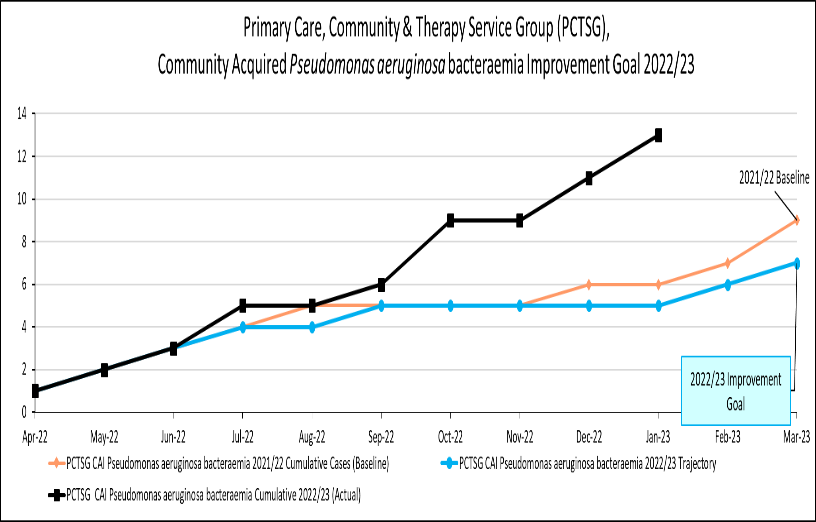 Primary Care, Community & Therapy Service Group (PCTSG),
Community Acquired Pseudomonas aeruginosa bacteraemia Improvement Goal 2022/23
14
12
10
8
6
4
2
0
2021/22 Baseline
2022/23 Improvement
Goal
Apr-22 May-22 Jun-22 Jul-22 Aug-22 Sep-22 Oct-22 Nov-22 Dec-22 Jan-23 Feb-23 Mar-23
PCTSG CAI Pseudomonas aeruginosa bacteraemia 2021/22 Cumulative Cases (Baseline)
PCTSG CAI Pseudomonas aeruginosa bacteraemia 2022/23 Trajectory
PCTSG CAI Pseudomonas aeruginosa bacteraemia Cumulative 2022/23 (Actual)